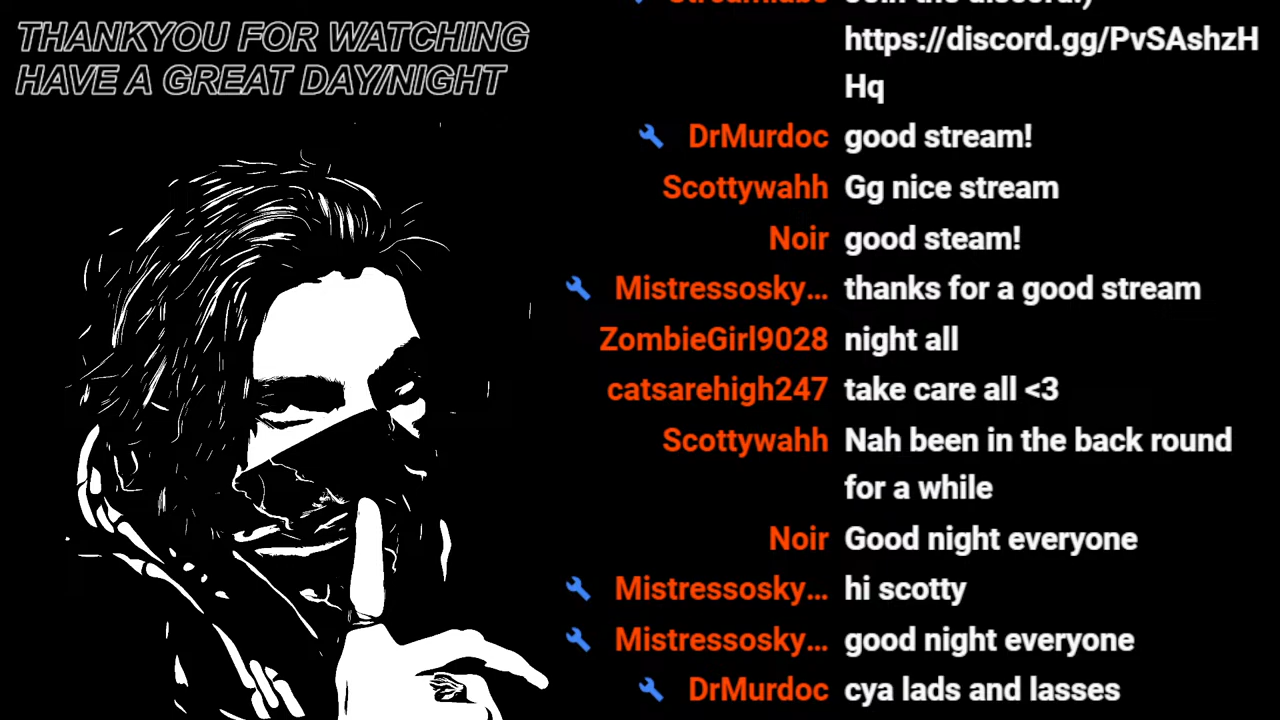 THANKYOU FOR WATCHING
HAVE A GREAT DAY/NIGHT
https://discord.gg/PvSAshzH
Hq
DrMurdoc good stream!
Scottywahh Gg nice stream
Noir good steam!
Mistressosky... thanks for a good stream
ZombieGirl9028 night all
catsarehigh247 take care all <3
Scottywahh Nah been in the back round
for a while
Noir Good night everyone
Mistressosky... hi scotty
Mistressosky... good night everyone
DrMurdoc cya lads and lasses